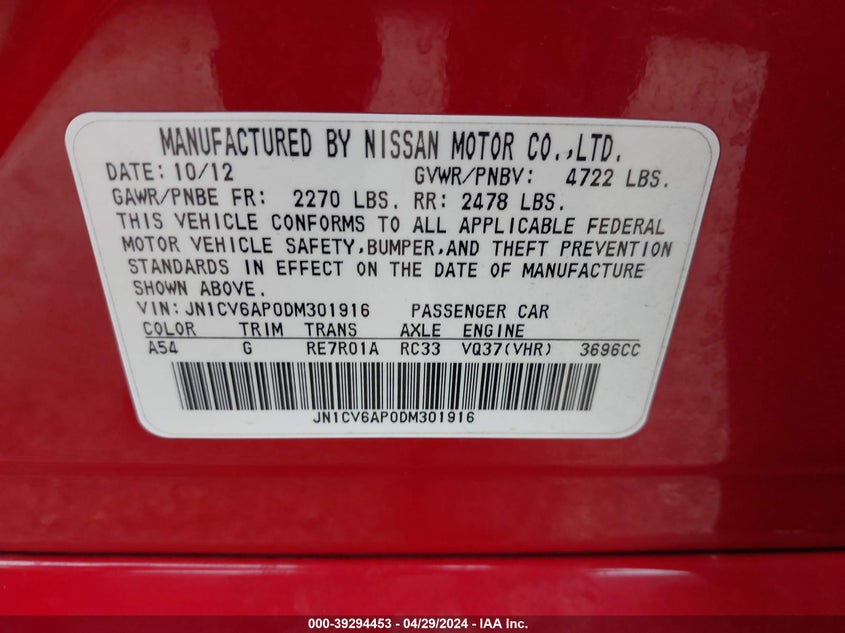 MANUFACTURED BY NISSAN MOTOR CO.,LTD.
DATE: 10/12 GVWR/PNBV: 4722 LBS.
GAWR/PNBE FR: 2270 LBS. RR: 2478 LBS.
THIS VEHICLE CONFORMS TO ALL APPLICABLE FEDERAL
MOTOR VEHICLE SAFETY,BUMPER,AND THEFT PREVENTION
STANDARDS IN EFFECT ON THE DATE OF MANUFACTURE
SHOWN ABOVE.
VIN:JN1CV6AP0DM301916 PASSENGER CAR
COLOR TRIM TRANS AXLE ENGINE
A54 G RE7R01A RC33 VQ37(VHR) 3696CC
JN1CV6AP0DM301916
000-39294453 - 04/29/2024 - IAA Inc.